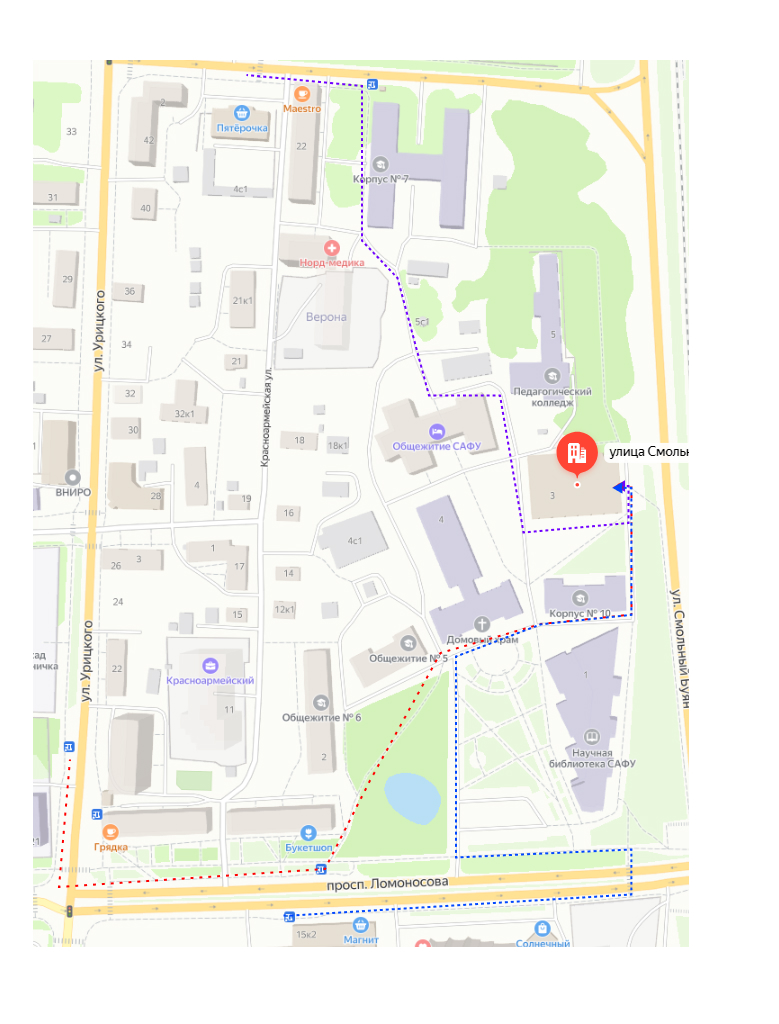 2
Maestro
Пятёрочка
33
42
22
4с1
Корпус № 7
31
40
Норд-медика
29
36
21к1
Верона
5с1
5
27
34
ул. Урицкого
21
Красноармейская ул.
Педагогический
колледж
32
32к1
30
18
18к1
Общежитие САФУ
улица Смольн
ВНИРО
28
4
19
3
16
4
4с1
1
3
26
17
14
24
15
12к1
Корпус № 10
Домовый храм
ул. Смольный Буян
ул. Урицкого
Общежитие № 5
22
Красноармейский
1
11
Общежитие № 6
2
Научная
библиотека САФУ
21
Грядка
Букетшоп
просп. Ломоносова
15к2
Магнит
Солнечный